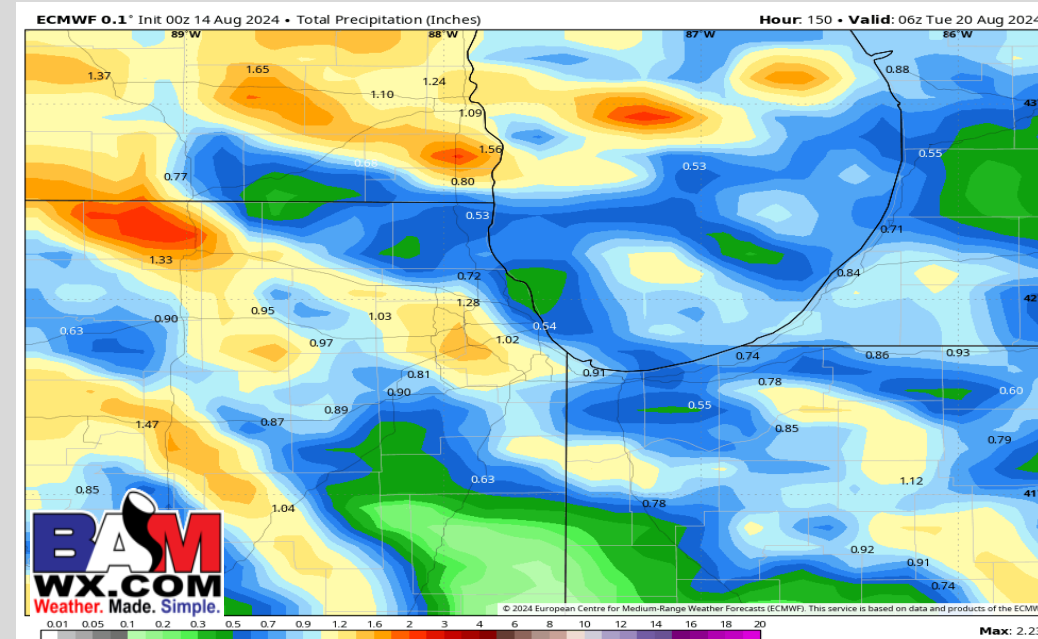 ECMWF 0.1° Init 00z 14 Aug 2024 • Total Precipitation (Inches) Hour: 150 • Valid: 06z Tue 20 Aug 2024
89°W 88°W 87°W 86°W
1.37 1.65 1.24 0.88
1.10 43
1.09
1.56 0.55
0.66 0.53
0.77 0.80
0.53
0.71
1.33
0.72 0.84
1.28 42
0.90 0.95 1.03
0.63 0.54
0.97 1.02
0.74 0.86 0.93
0.81 0.91
0.90 0.78 0.60
0.89 0.55
1.47 0.87 0.85
0.79
0.85 0.63 1.12
41
1.04 0.78
0.92
0.91
0.74
BAM
WX.COM
Weather. Made. Simple.
© 2024 European Centre for Medium-Range Weather Forecasts (ECMWF). This service is based on data and products of the ECMW
0.01 0.05 0.1 0.2 0.3 0.5 0.7 0.9 1.2 1.6 2 3 4 6 8 10 12 14 16 18 20
Max: 2.23